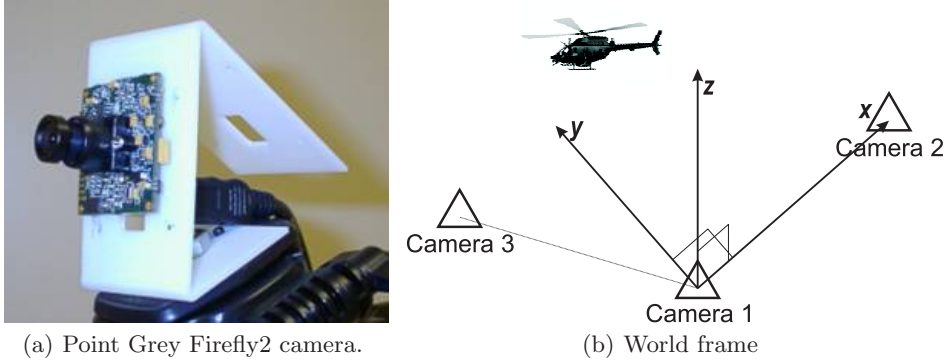 z
y
x
Camera 2
Camera 3
Camera 1
(a) Point Grey Firefly2 camera.
(b) World frame